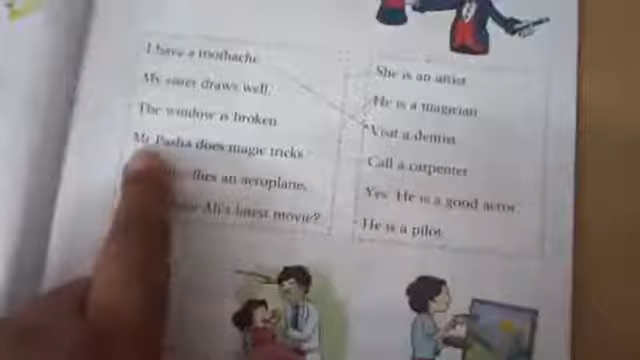 I have a toothache
My sister draws well.
The window is broken.
Mr Pasha does magic tricks
flies an aeroplane.
Ali's latest movie?
She is an artist
He is a magician
Visit a dentist
Call a carpenter
Yes. He is a good actor.
He is a pilot.